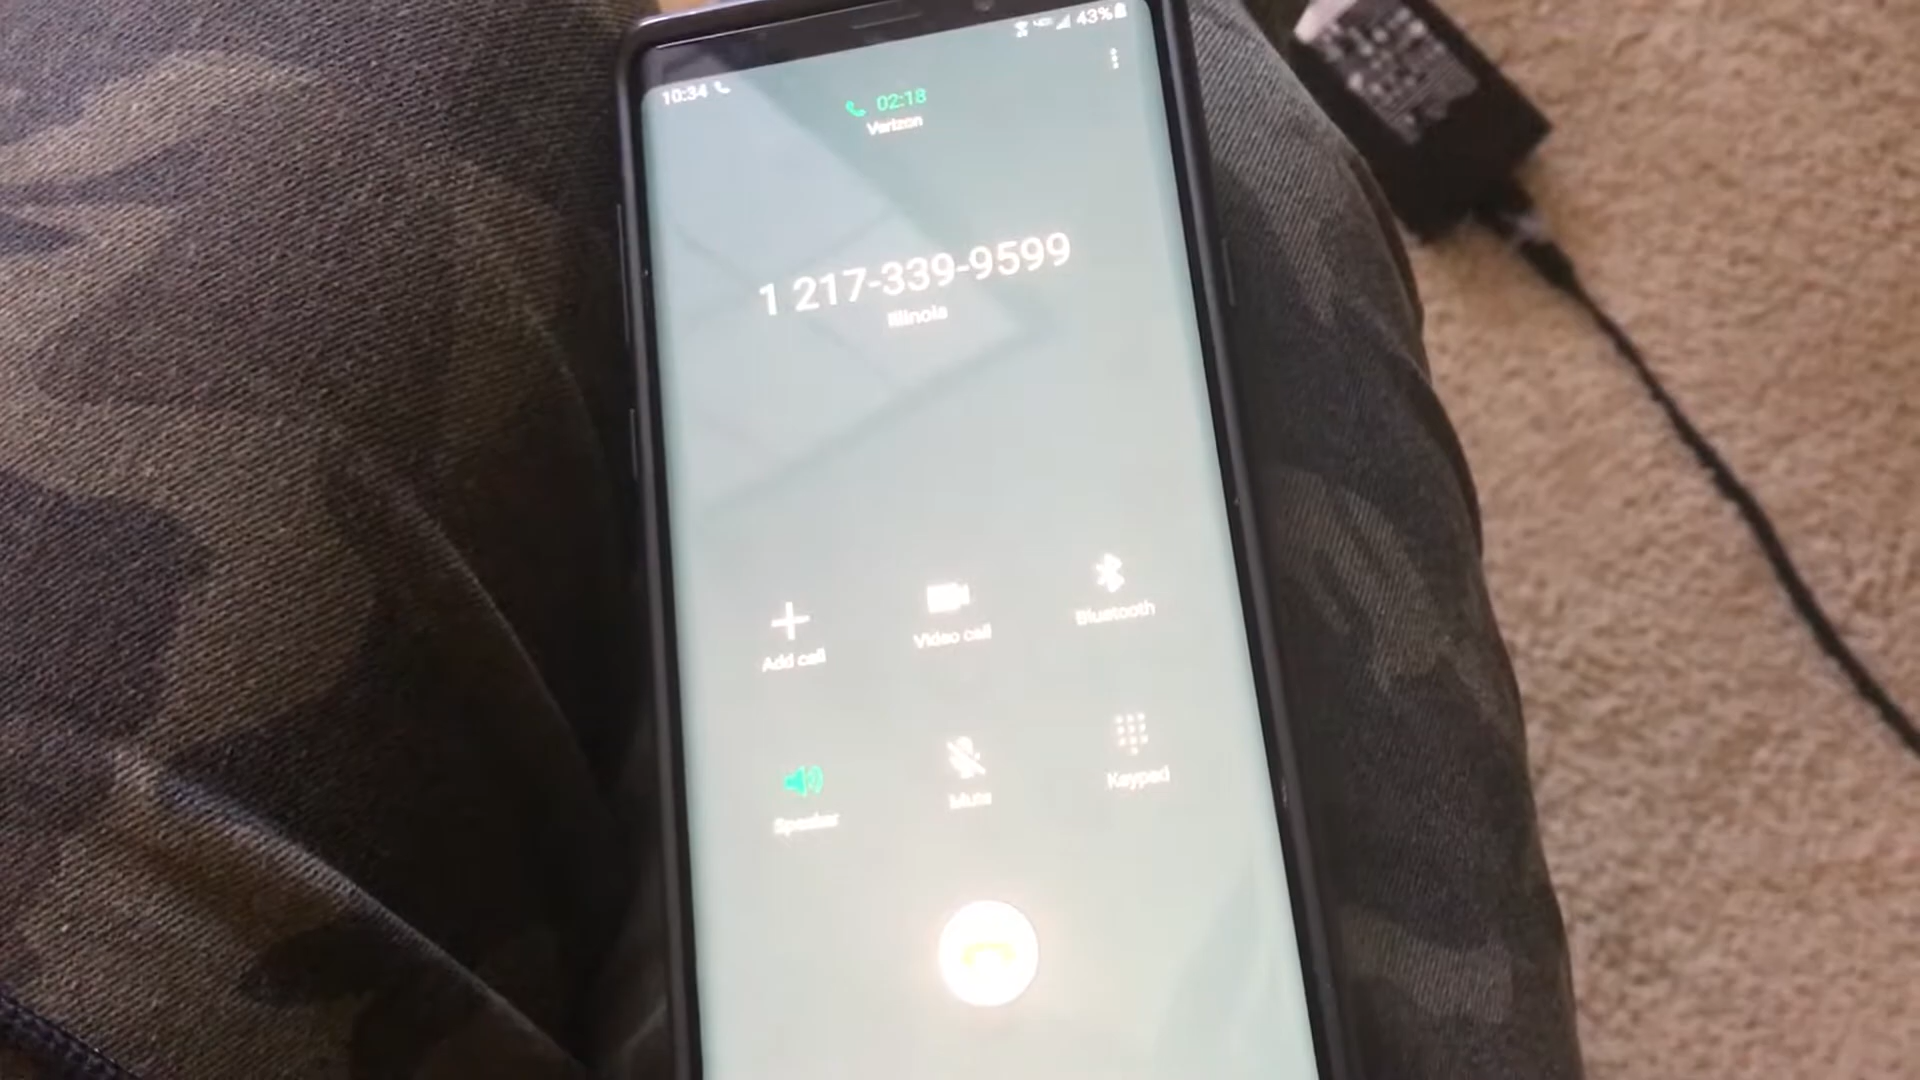 43%
10:34
02:18
Verizon
1 217-339-9599
Illinois
Add call
Video call
Bluetooth
Speaker
Mute
Keypad